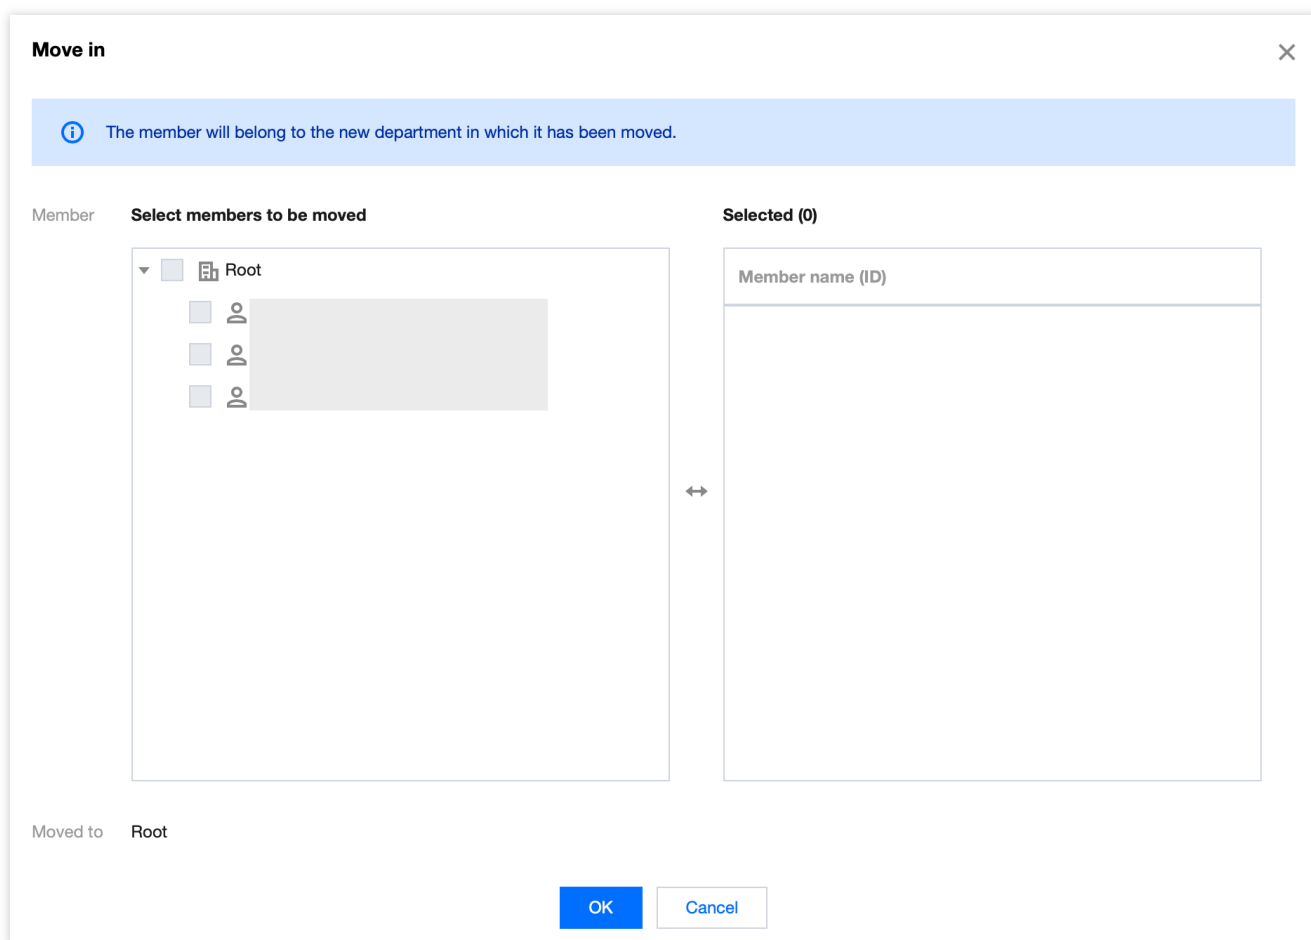 Move in
The member will belong to the new department in which it has been moved.
Member
Select members to be moved
Selected (0)
Root
Member name (ID)
Moved to
Root
OK
Cancel